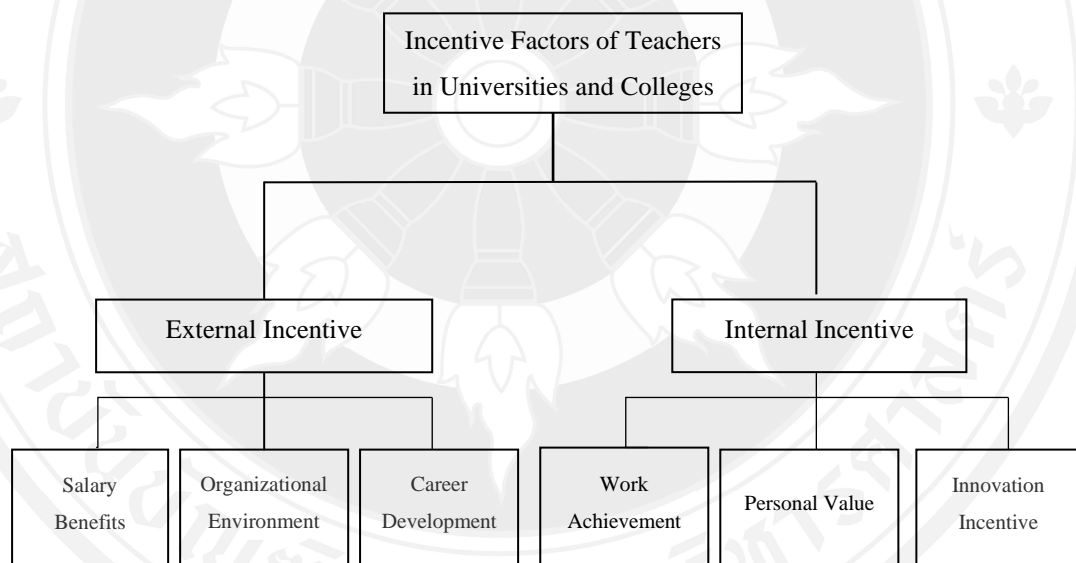 Incentive Factors of Teachers
in Universities and Colleges
External Incentive
Internal Incentive
Salary
Benefits
Organizational
Environment
Career
Development
Work
Achievement
Personal Value
Innovation
Incentive